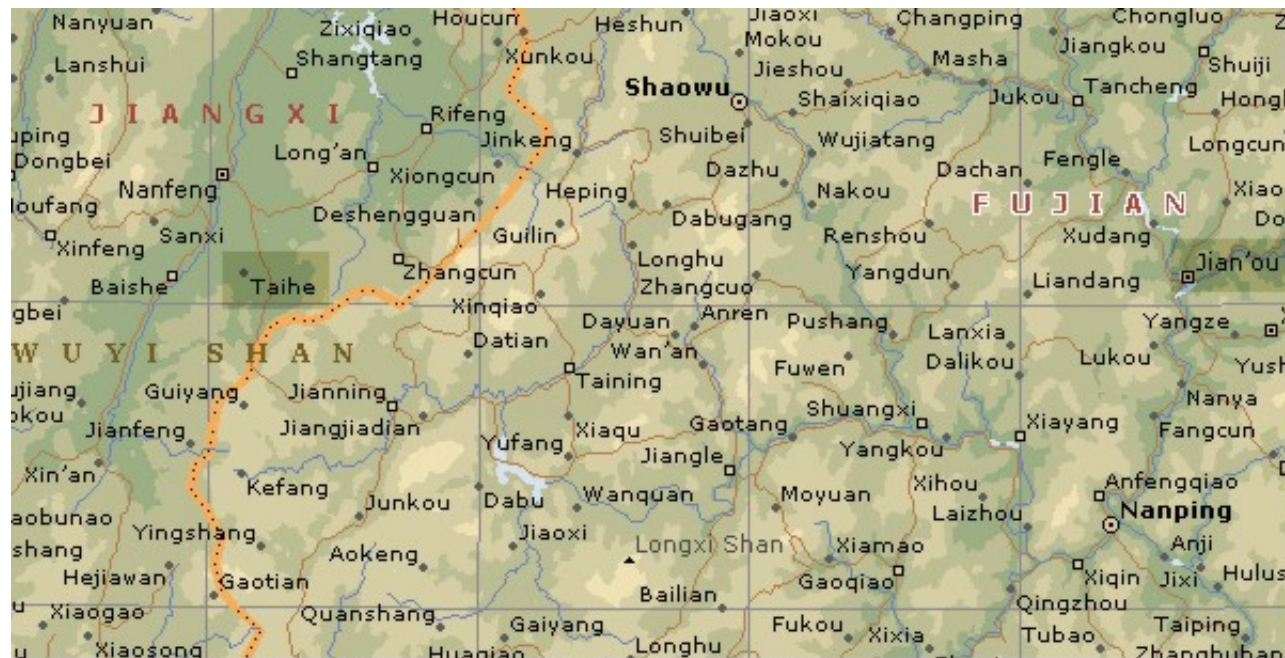 Nanyuan
Zixiqiao
Houcun
Heshun
Jiaoxi
Changping
Chongluo
Lanshui
Shangtang
Xunkou
Mokou
Jieshou
Masha
Jiangkou
Shuiji
Shaowu
Shaixiqiao
Jukou
Tancheng
JIANGXI
Rifeng
Jinkeng
Shuibei
Wujiatang
Longcun
Dongbei
Long'an
Xiongcun
Dazhu
Dachan
Fengle
Nanfeng
Heping
Nakou
Xiao
Deshengguan
Dabugang
FUJIAN
Sanxi
Guilin
Renshou
Xudang
Xinfeng
Zhangcun
Longhu
Yangdun
Jian'ou
Baishe
Taihe
Zhangcuo
Liandang
Xinqiao
Dayuan
Anren
Pushang
Lanxia
Yangze
WUYI SHAN
Datian
Wan'an
Fuwen
Dalikou
Lukou
Guiyang
Jianning
Taining
Shuangxi
Nanya
Jianfeng
Jiangjiadian
Yufang
Xiaqu
Gaotang
Yangkou
Xiayang
Fangcun
Xin'an
Kefang
Jiangle
Junkou
Dabu
Wanquan
Moyuan
Xihou
Anfengqiao
Laizhou
Nanping
Yingshang
Aokeng
Jiaoxi
Longxi Shan
Xiamao
Anji
Hejiawan
Gaotian
Bailian
Gaoqiao
Xiqin
Jixi
Xiaogao
Quanshang
Gaiyang
Fukou
Xixia
Qingzhou
Tubao
Taiping
Xiaosong
Huaqiao
Longhu